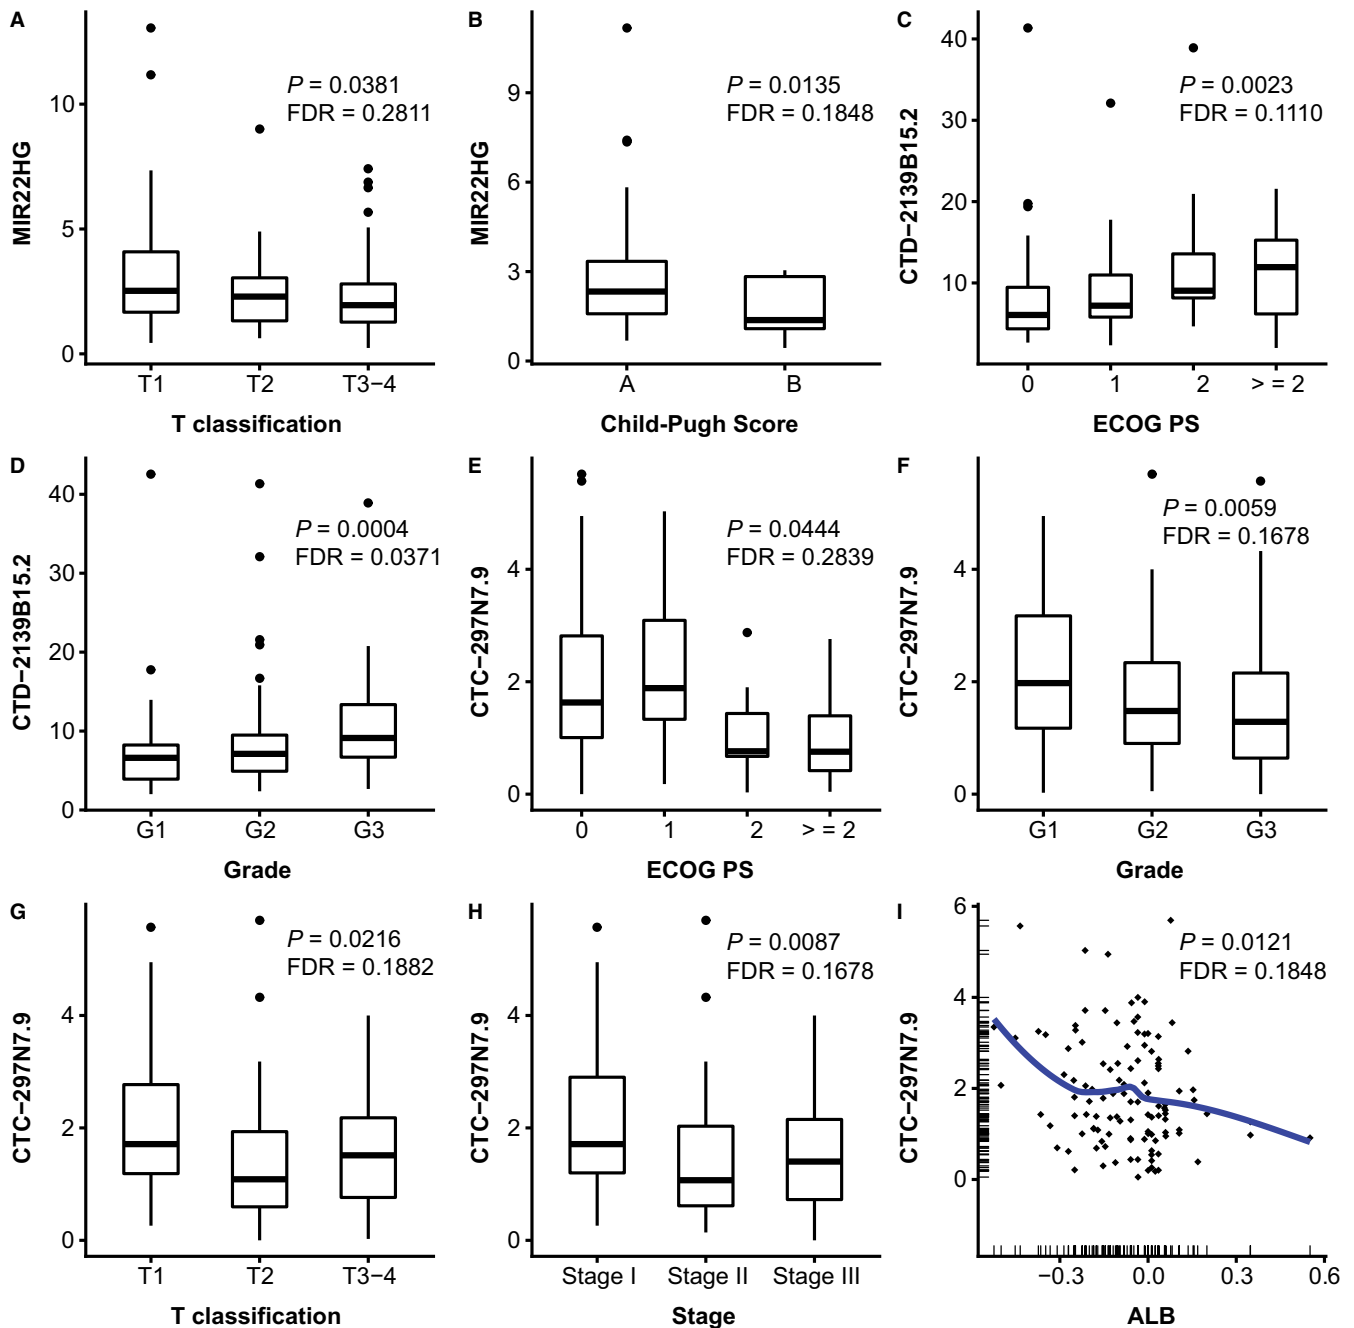 A
MIR22HG
10
5
0
P = 0.0381
FDR = 0.2811
T1 T2 T3−4
T classification
B
MIR22HG
9
6
3
0
P = 0.0135
FDR = 0.1848
A B
Child-Pugh Score
C
CTD−2139B15.2
40
30
20
10
P = 0.0023
FDR = 0.1110
0 1 2 > = 2
ECOG PS
D
CTD−2139B15.2
40
30
20
10
0
P = 0.0004
FDR = 0.0371
G1 G2 G3
Grade
E
CTC−297N7.9
4
2
0
P = 0.0444
FDR = 0.2839
0 1 2 > = 2
ECOG PS
F
CTC−297N7.9
4
2
0
P = 0.0059
FDR = 0.1678
G1 G2 G3
Grade
G
CTC−297N7.9
4
2
0
P = 0.0216
FDR = 0.1882
T1 T2 T3−4
T classification
H
CTC−297N7.9
4
2
0
P = 0.0087
FDR = 0.1678
Stage I Stage II Stage III
Stage
I
CTC−297N7.9
6
4
2
0
P = 0.0121
FDR = 0.1848
−0.3 0.0 0.3 0.6
ALB